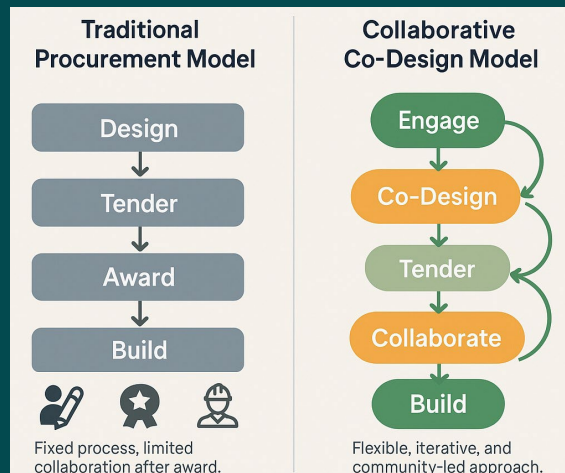 Traditional
Procurement Model
Design
Tender
Award
Build
Fixed process, limited
collaboration after award.
Collaborative
Co-Design Model
Engage
Co-Design
Tender
Collaborate
Build
Flexible, iterative, and
community-led approach.